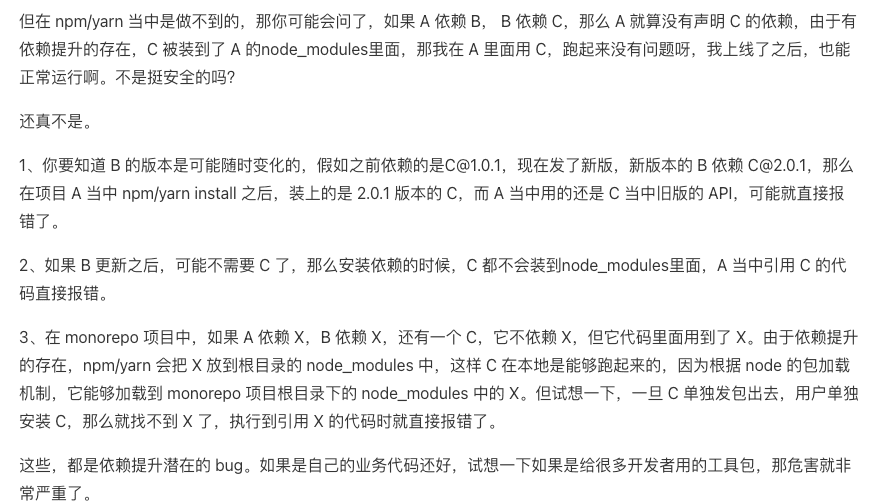 但在 npm/yarn 当中是做不到的，那你可能会问了，如果 A 依赖 B， B 依赖 C，那么 A 就算没有声明 C 的依赖，由于有
依赖提升的存在，C 被装到了 A 的node_modules里面，那我在 A 里面用 C，跑起来没有问题呀，我上线了之后，也能
正常运行啊。不是挺安全的吗?
还真不是。
1、你要知道 B 的版本是可能随时变化的，假如之前依赖的是C@1.0.1，现在发了新版，新版本的 B 依赖 C@2.0.1，那么
在项目 A 当中 npm/yarn install 之后，装上的是 2.0.1 版本的 C，而 A 当中用的还是 C 当中旧版的 API，可能就直接报
错了。
2、如果 B 更新之后，可能不需要 C 了，那么安装依赖的时候，C 都不会装到node_modules里面，A 当中引用 C 的代
码直接报错。
3、在 monorepo 项目中，如果 A 依赖 X，B 依赖 X，还有一个 C，它不依赖 X，但它代码里面用到了 X。由于依赖提升
的存在，npm/yarn 会把 X 放到根目录的 node_modules 中，这样 C 在本地是能够跑起来的，因为根据 node 的包加载
机制，它能够加载到 monorepo 项目根目录下的 node_modules 中的 X。但试想一下，一旦 C 单独发包出去，用户单独
安装 C，那么就找不到 X 了，执行到引用 X 的代码时就直接报错了。
这些，都是依赖提升潜在的 bug。如果是自己的业务代码还好，试想一下如果是给很多开发者用的工具包，那危害就非
常严重了。